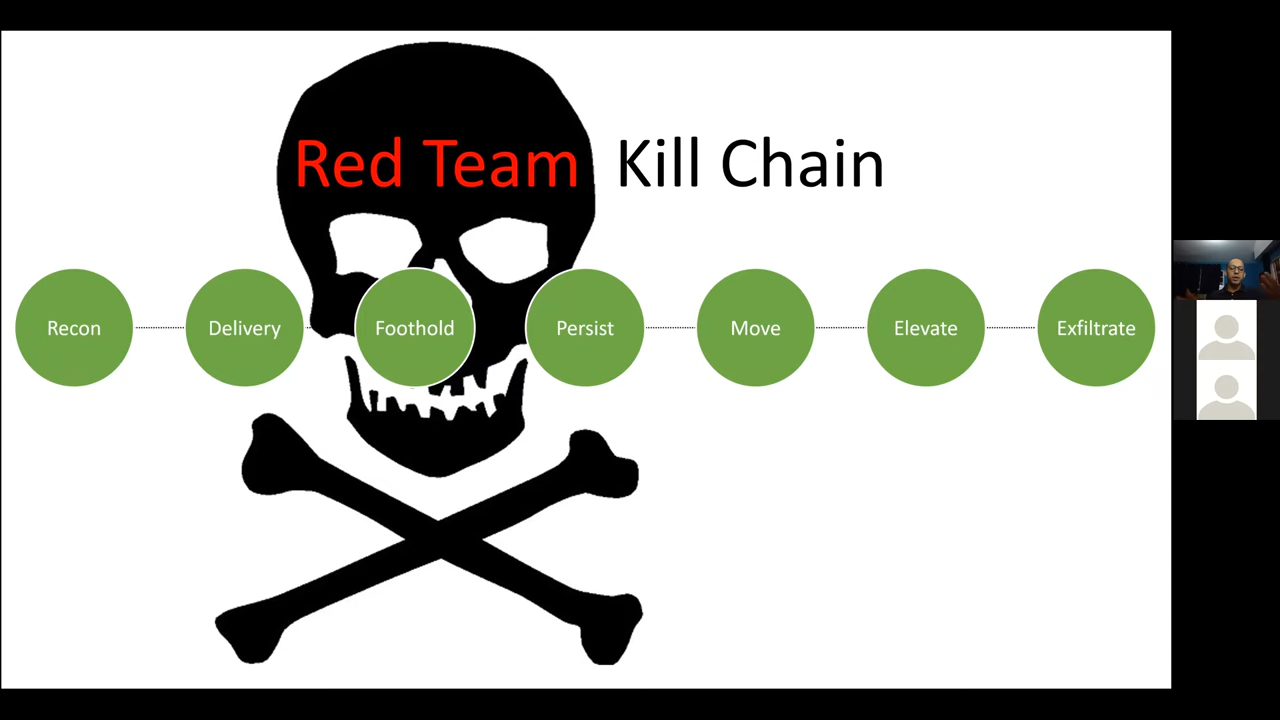 Red Team Kill Chain
Recon Delivery Foothold Persist Move Elevate Exfiltrate